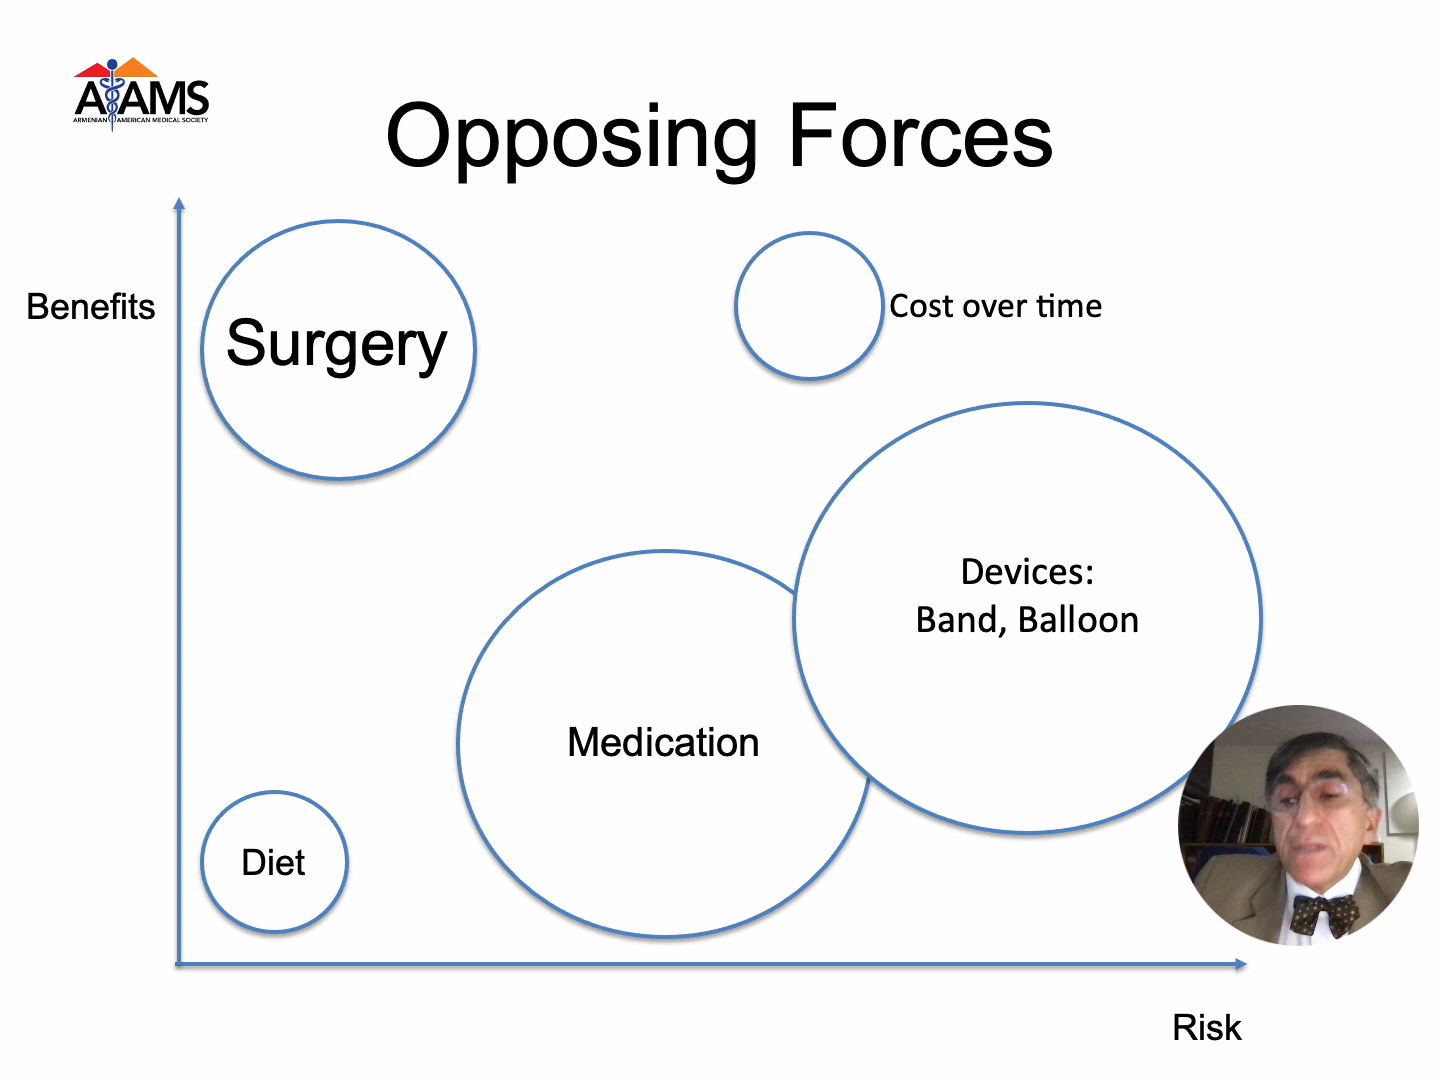 AAMS
ARMENIAN AMERICAN MEDICAL SOCIETY
Opposing Forces
Benefits
Surgery
Cost over time
Devices:
Band, Balloon
Medication
Diet
Risk